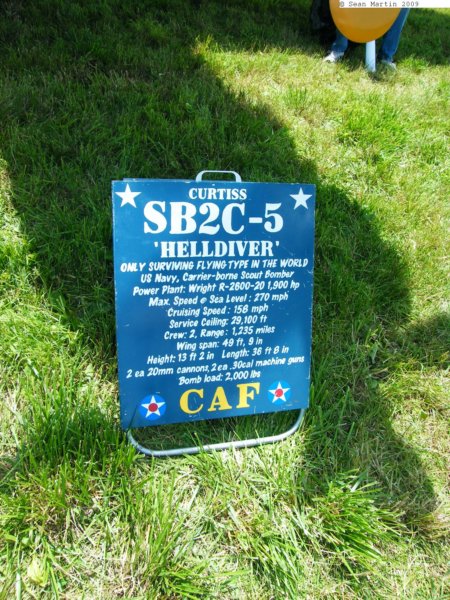 © Sean Martin 2009
CURTISS
SB2C-5
'HELLDIVER'
ONLY SURVIVING FLYING TYPE IN THE WORLD
US Navy, Carrier-borne Scout Bomber
Power Plant: Wright R-2600-20 1,900 hp
Max. Speed @ Sea Level : 270 mph
Cruising Speed : 158 mph
Service Ceiling: 29,100 ft
Crew: 2, Range : 1,235 miles
Wing span: 49 ft, 9 in
Height: 13 ft 2 in Length: 36 ft 8 in
2 ea 20mm cannons, 2 ea .30cal machine guns
Bomb load: 2,000 lbs
CAF